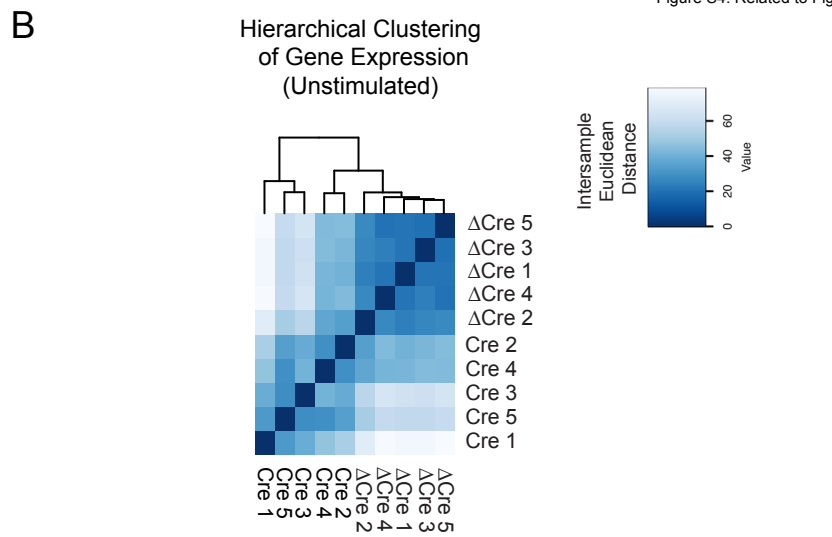 Figure S4. Related to Fig
B
Hierarchical Clustering
of Gene Expression
(Unstimulated)
Intersample
Euclidean
Distance
0
20
40
60
Value
ΔCre 5
ΔCre 3
ΔCre 1
ΔCre 4
ΔCre 2
Cre 2
Cre 4
Cre 3
Cre 5
Cre 1
Cre 1
Cre 5
Cre 3
Cre 4
Cre 2
ΔCre 2
ΔCre 4
ΔCre 1
ΔCre 3
ΔCre 5